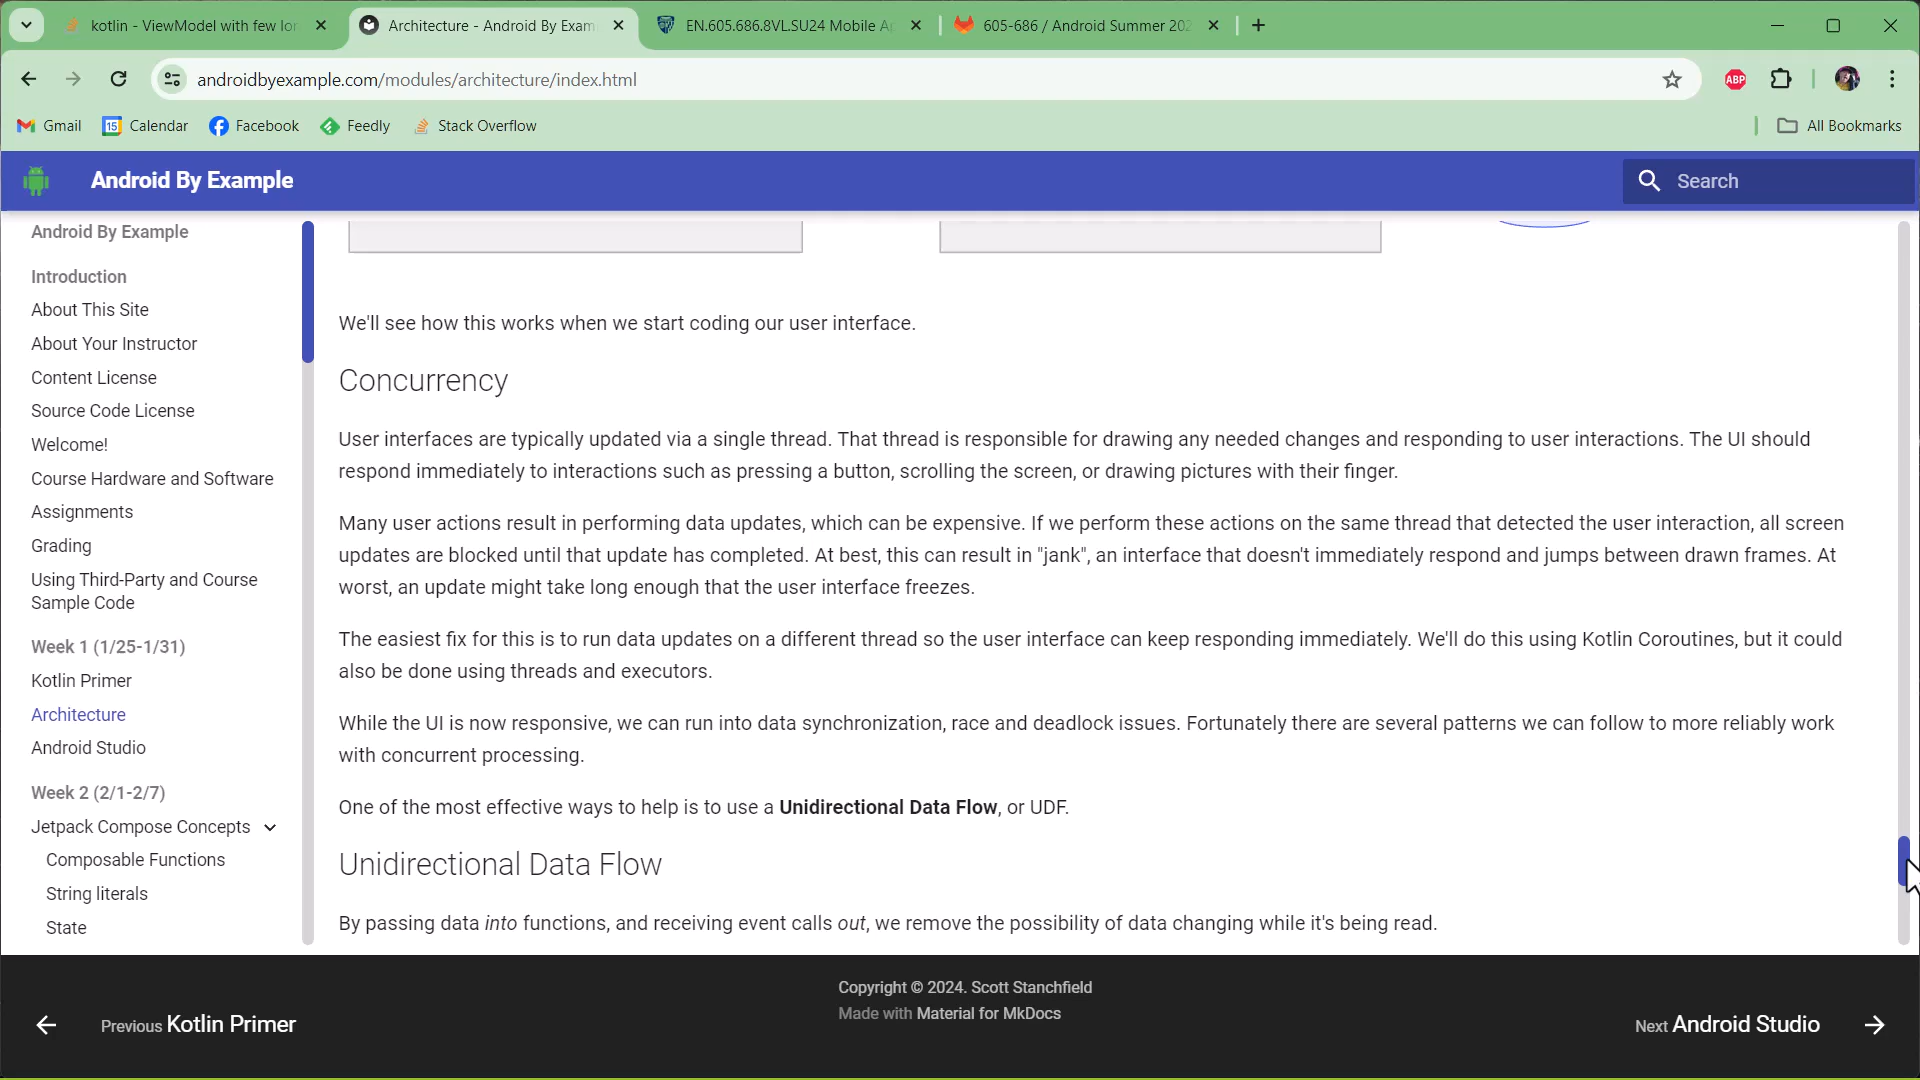 kotlin - ViewModel with few lor
Architecture - Android By Exam
EN.605.686.8VL.SU24 Mobile Ap
605-686 / Android Summer 202
androidbyexample.com/modules/architecture/index.html
ABP
Gmail
15
Calendar
Facebook
Feedly
Stack Overflow
All Bookmarks
Android By Example
Search
Android By Example
Introduction
About This Site
About Your Instructor
Content License
Source Code License
Welcome!
Course Hardware and Software
Assignments
Grading
Using Third-Party and Course
Sample Code
Week 1 (1/25-1/31)
Kotlin Primer
Architecture
Android Studio
Week 2 (2/1-2/7)
Jetpack Compose Concepts
Composable Functions
String literals
State
We'll see how this works when we start coding our user interface.
Concurrency
User interfaces are typically updated via a single thread. That thread is responsible for drawing any needed changes and responding to user interactions. The UI should
respond immediately to interactions such as pressing a button, scrolling the screen, or drawing pictures with their finger.
Many user actions result in performing data updates, which can be expensive. If we perform these actions on the same thread that detected the user interaction, all screen
updates are blocked until that update has completed. At best, this can result in "jank", an interface that doesn't immediately respond and jumps between drawn frames. At
worst, an update might take long enough that the user interface freezes.
The easiest fix for this is to run data updates on a different thread so the user interface can keep responding immediately. We'll do this using Kotlin Coroutines, but it could
also be done using threads and executors.
While the UI is now responsive, we can run into data synchronization, race and deadlock issues. Fortunately there are several patterns we can follow to more reliably work
with concurrent processing.
One of the most effective ways to help is to use a Unidirectional Data Flow, or UDF.
Unidirectional Data Flow
By passing data into functions, and receiving event calls out, we remove the possibility of data changing while it's being read.
Copyright © 2024. Scott Stanchfield
Made with Material for MkDocs
Previous Kotlin Primer
Next Android Studio